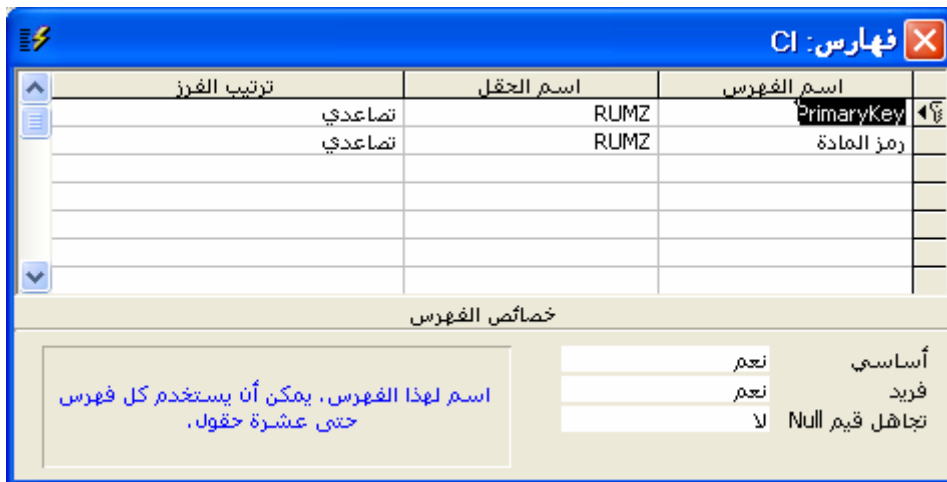 فهارس: CI
اسم الفهرس اسم الحقل ترتيب الفرز
PrimaryKey RUMZ تصاعدي
رمز المادة RUMZ تصاعدي
خصائص الفهرس
أساسي نعم
فريد نعم
تجاهل قيم Null لا
اسم لهذا الفهرس، يمكن أن يستخدم كل فهرس
حتى عشرة حقول.